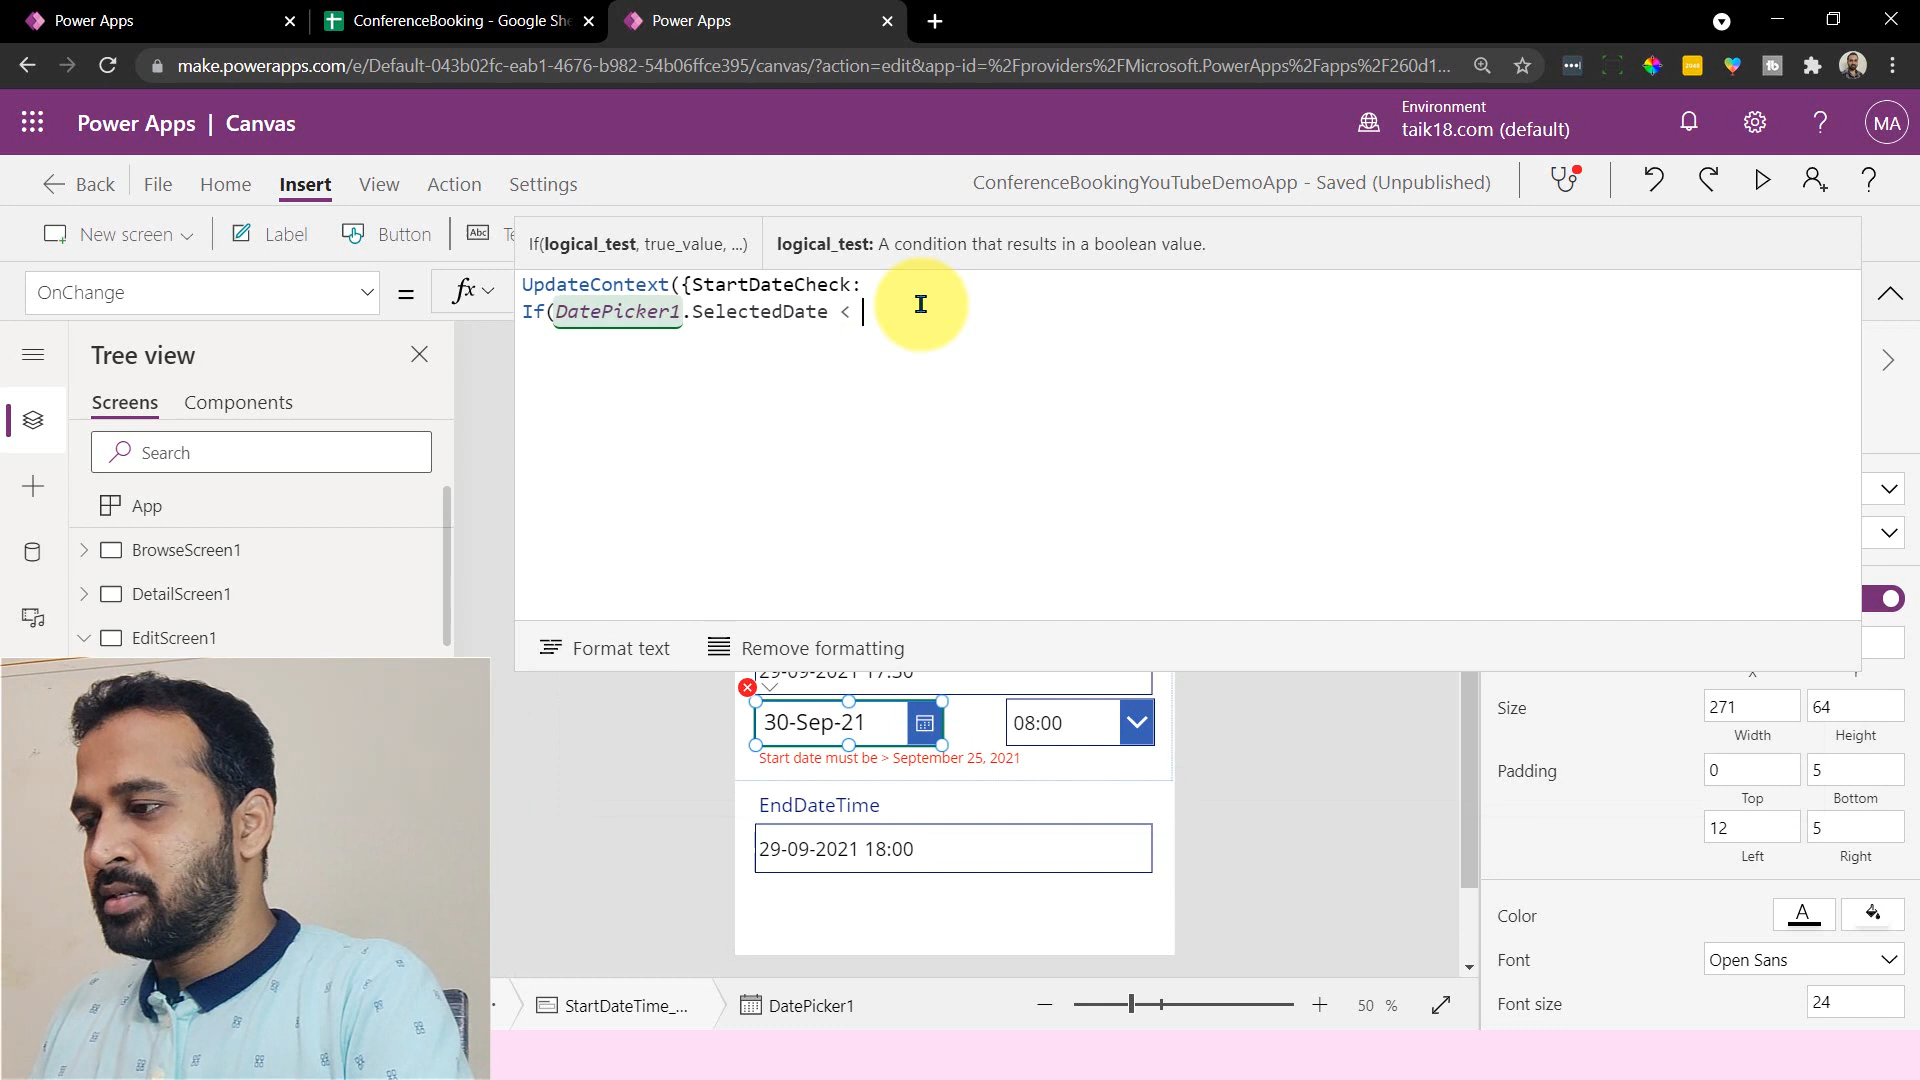 Power Apps
ConferenceBooking - Google She
Power Apps
make.powerapps.com/e/Default-043b02fc-eab1-4676-b982-54b06ffce395/canvas/?action=edit&app-id=%2Fproviders%2FMicrosoft.PowerApps%2Fapps%2F260d1...
Power Apps | Canvas
Environment
taik18.com (default)
MA
Back
File
Home
Insert
View
Action
Settings
ConferenceBookingYouTubeDemoApp - Saved (Unpublished)
New screen
Label
Button
Abc
If(logical_test, true_value, ...)
logical_test: A condition that results in a boolean value.
OnChange
=
fx
UpdateContext({StartDateCheck:
If(DatePicker1.SelectedDate <
Tree view
Screens
Components
Search
App
BrowseScreen1
DetailScreen1
EditScreen1
Format text
Remove formatting
29-09-2021 17:30
30-Sep-21
08:00
Start date must be > September 25, 2021
EndDateTime
29-09-2021 18:00
Size
271
64
Width
Height
Padding
0
5
Top
Bottom
12
5
Left
Right
Color
A
Font
Open Sans
Font size
24
StartDateTime_...
DatePicker1
50 %